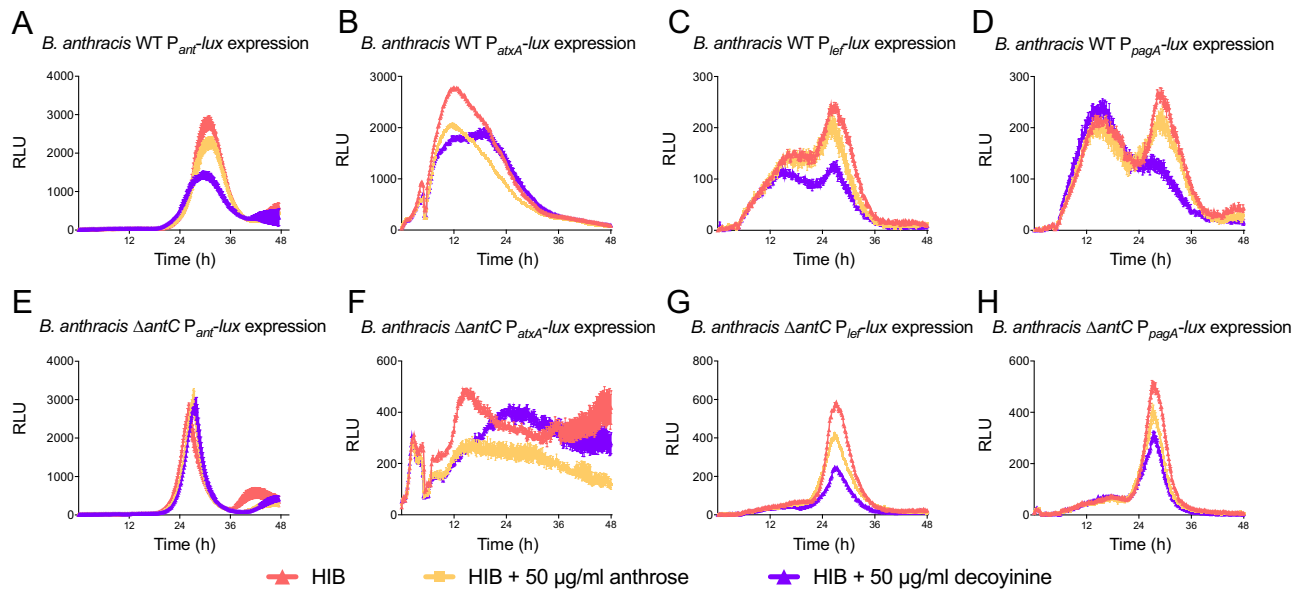 A
B. anthracis WT Pant-lux expression
4000
3000
2000
1000
0
RLU
12 24 36 48
Time (h)
B
B. anthracis WT PatxA-lux expression
3000
2000
1000
0
RLU
12 24 36 48
Time (h)
C
B. anthracis WT Plef-lux expression
300
200
100
0
RLU
12 24 36 48
Time (h)
D
B. anthracis WT PpagA-lux expression
300
200
100
0
RLU
12 24 36 48
Time (h)
E
B. anthracis ΔantC Pant-lux expression
4000
3000
2000
1000
0
RLU
12 24 36 48
Time (h)
F
B. anthracis ΔantC PatxA-lux expression
600
400
200
0
RLU
12 24 36 48
Time (h)
G
B. anthracis ΔantC Plef-lux expression
800
600
400
200
0
RLU
12 24 36 48
Time (h)
H
B. anthracis ΔantC PpagA-lux expression
600
400
200
0
RLU
12 24 36 48
Time (h)
HIB
HIB + 50 µg/ml anthrose
HIB + 50 µg/ml decoyinine